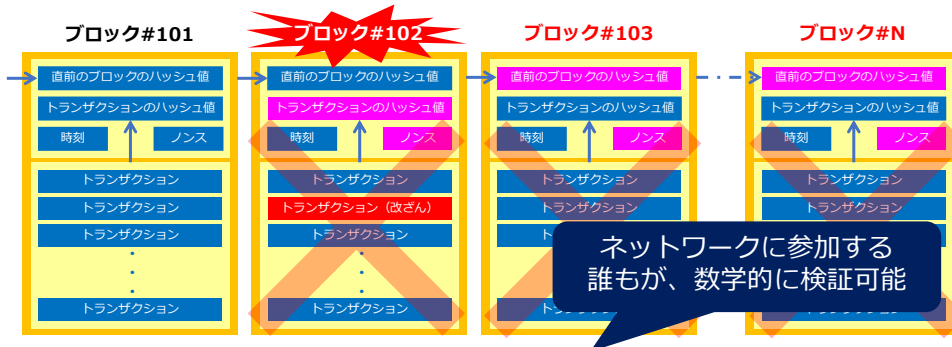 ブロック#101
直前のブロックのハッシュ値
トランザクションのハッシュ値
時刻
ノンス
トランザクション
トランザクション
トランザクション
トランザクション
ブロック#102
直前のブロックのハッシュ値
トランザクションのハッシュ値
時刻
ノンス
トランザクション
トランザクション（改ざん）
トランザクション
トランザクション
ブロック#103
直前のブロックのハッシュ値
トランザクションのハッシュ値
時刻
ノンス
トランザクション
トランザクション
ブロック#N
直前のブロックのハッシュ値
トランザクションのハッシュ値
時刻
ノンス
トランザクション
トランザクション
ネットワークに参加する
誰もが、数学的に検証可能